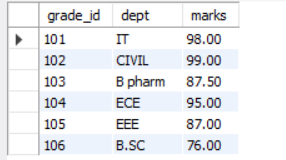 grade_id dept marks
101 IT 98.00
102 CIVIL 99.00
103 B pharm 87.50
104 ECE 95.00
105 EEE 87.00
106 B.SC 76.00